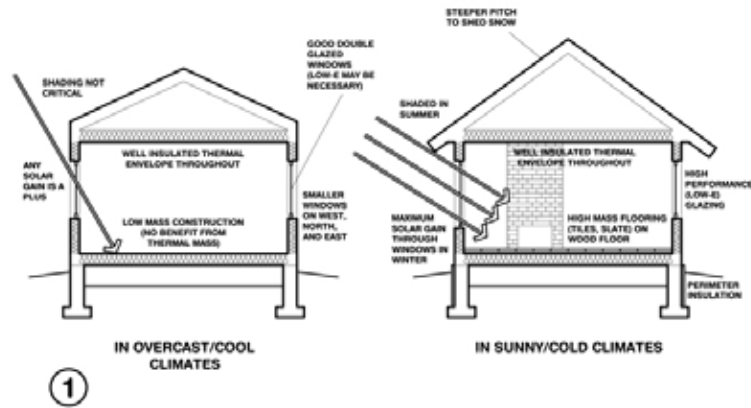 SHADING NOT
CRITICAL
GOOD DOUBLE
GLAZED
WINDOWS
(LOW-E MAY BE
NECESSARY)
ANY
SOLAR
GAIN IS A
PLUS
WELL INSULATED THERMAL
ENVELOPE THROUGHOUT
LOW MASS CONSTRUCTION
(NO BENEFIT FROM
THERMAL MASS)
SMALLER
WINDOWS
ON WEST,
NORTH,
AND EAST
IN OVERCAST/COOL
CLIMATES
STEEPER PITCH
TO SHED SNOW
SHADED IN
SUMMER
WELL INSULATED THERMAL
ENVELOPE THROUGHOUT
MAXIMUM
SOLAR GAIN
THROUGH
WINDOWS IN
WINTER
HIGH MASS FLOORING
(TILES, SLATE) ON
WOOD FLOOR
HIGH
PERFORMANCE
(LOW-E)
GLAZING
PERIMETER
INSULATION
IN SUNNY/COLD CLIMATES
1